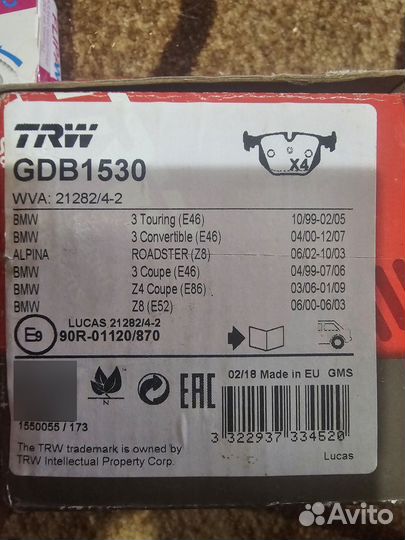 TRW
GDB1530
X4
WVA: 21282/4-2
BMW 3 Touring (E46) 10/99-02/05
BMW 3 Convertible (E46) 04/00-12/07
ALPINA ROADSTER (Z8) 06/02-10/03
BMW 3 Coupe (E46) 04/99-07/06
BMW Z4 Coupe (E86) 03/06-01/09
BMW Z8 (E52) 06/00-06/03
LUCAS 21282/4-2
E9 90R-01120/870
N
EAC
02/18 Made in EU GMS
1550055 / 173
3 322937 334520
The TRW trademark is owned by
TRW Intellectual Property Corp.
Lucas
Avito